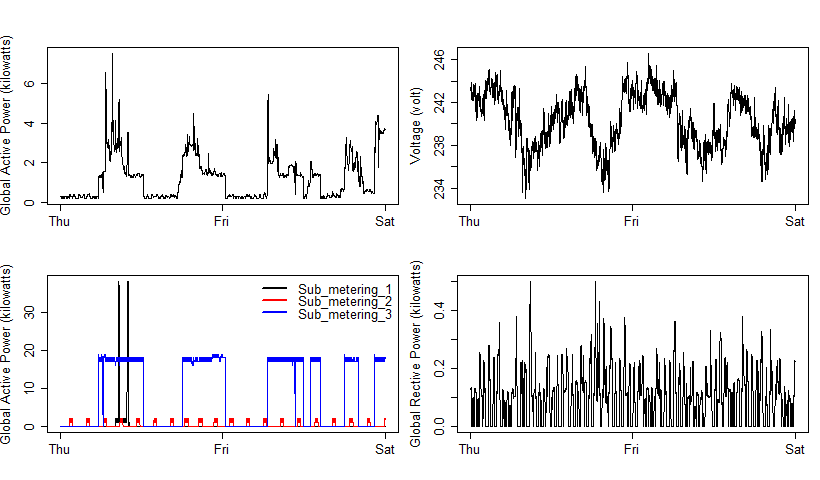 Global Active Power (kilowatts)
0 2 4 6
Thu Fri Sat
Voltage (volt)
234 238 242 246
Thu Fri Sat
Global Active Power (kilowatts)
0 10 20 30
Sub_metering_1
Sub_metering_2
Sub_metering_3
Thu Fri Sat
Global Rective Power (kilowatts)
0.0 0.2 0.4
Thu Fri Sat